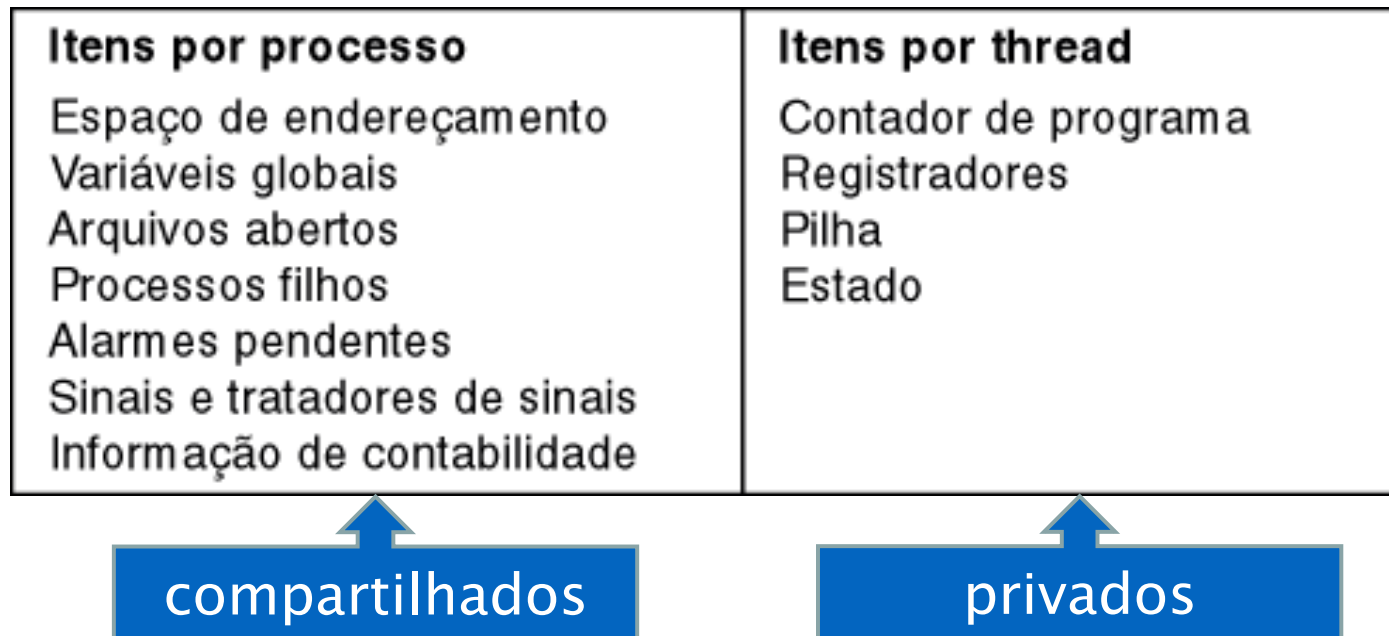 Itens por processo
Espaço de endereçamento
Variáveis globais
Arquivos abertos
Processos filhos
Alarmes pendentes
Sinais e tratadores de sinais
Informação de contabilidade
Itens por thread
Contador de programa
Registradores
Pilha
Estado
compartilhados
privados